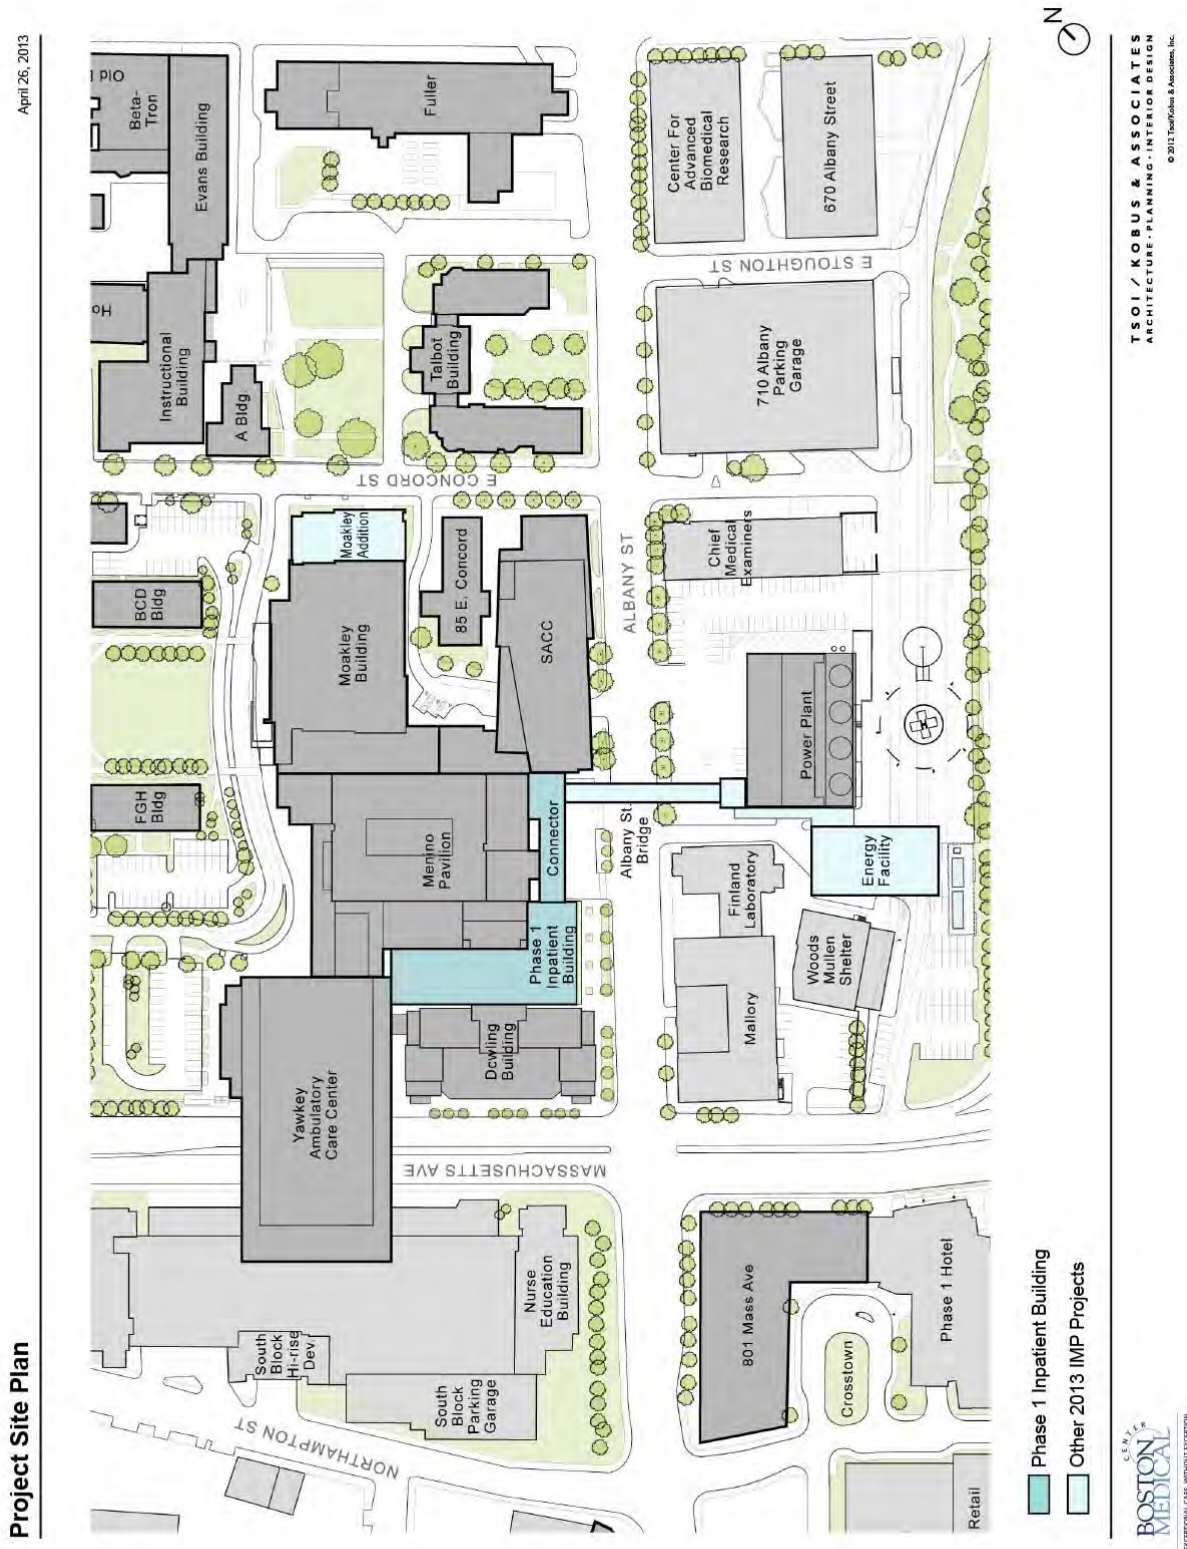 Project Site Plan
April 26, 2013
Old
Beta-
Tron
Evans Building
Fuller
Center For
Advanced
Biomedical
Research
670 Albany Street
Ho
Instructional
Building
A Bldg.
Talbot
Building
E STOUGHTON ST
710 Albany
Parking
Garage
E CONCORD ST
BCD
Bldg
Moakley
Addition
Moakley
Building
85 E. Concord
SACC
ALBANY ST
Chief
Medical
Examiners
Power Plant
FGH
Bldg
Menino
Pavilion
Connector
Albany St.
Bridge
Finland
Laboratory
Energy
Facility
Phase 1
Inpatient
Building
Woods
Mullen
Shelter
Mallory
Dowling
Building
Yawkey
Ambulatory
Care Center
MASSACHUSETTS AVE
Nurse
Education
Building
South
Block
Hi-rise
Dev.
South
Block
Parking
Garage
NORTHAMPTON ST
801 Mass Ave
Phase 1 Hotel
Crosstown
Retail
Phase 1 Inpatient Building
Other 2013 IMP Projects
N
BOSTON
MEDICAL
CENTER
EXCEPTIONAL CARE. WITHOUT EXCEPTION.
TSOI / KOBUS & ASSOCIATES
ARCHITECTURE • PLANNING • INTERIOR DESIGN
© 2012 Tsoi/Kobus & Associates, Inc.